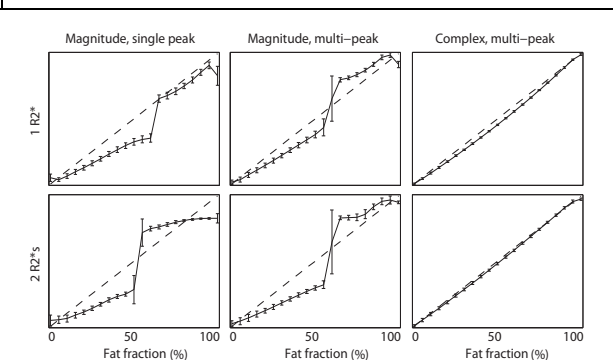 Magnitude, single peak Magnitude, multi−peak Complex, multi−peak
1 R2*
2 R2*s
0 50 100 0 50 100 0 50 100
Fat fraction (%) Fat fraction (%) Fat fraction (%)